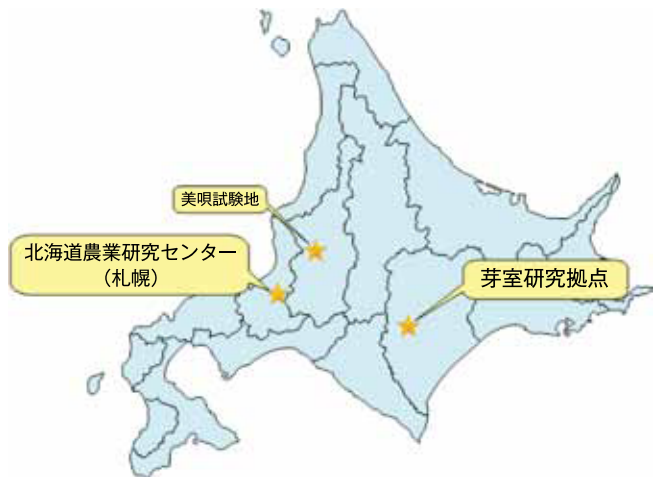 美唄試験地
北海道農業研究センター
（札幌）
芽室研究拠点